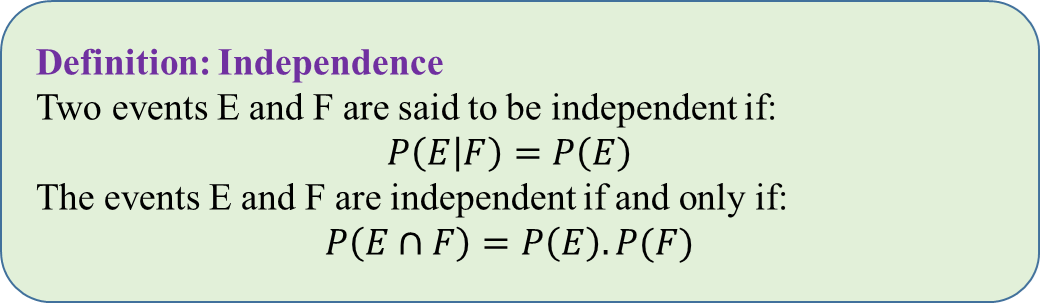 Definition: Independence
Two events E and F are said to be independent if:
P(E|F) = P(E)
The events E and F are independent if and only if:
P(E ∩ F) = P(E).P(F)